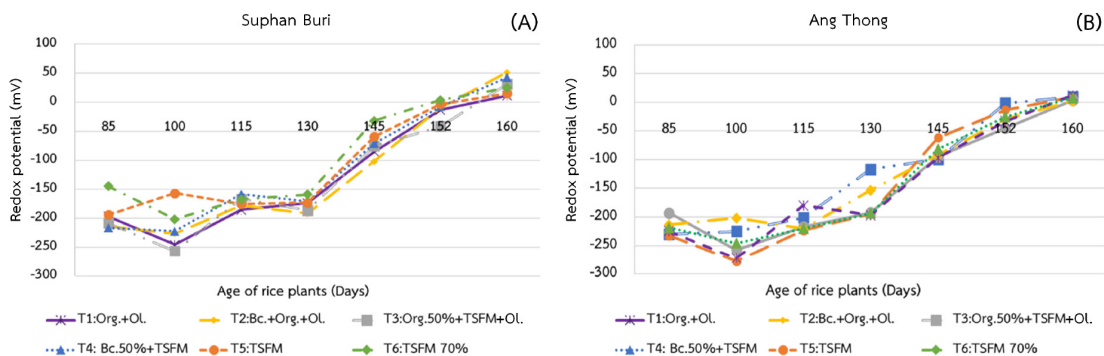 Suphan Buri (A)
100
50
0
-50
-100
-150
-200
-250
-300
Redox potential (mV)
85 100 115 130 145 152 160
Age of rice plants (Days)
T1:Org.+Ol. T2:Bc.+Org.+Ol. T3:Org.50%+TSFM+Ol.
T4: Bc.50%+TSFM T5:TSFM T6:TSFM 70%
Ang Thong (B)
100
50
0
-50
-100
-150
-200
-250
-300
Redox potential (mV)
85 100 115 130 145 152 160
Age of rice plants (Days)
T1:Org.+Ol. T2:Bc.+Org.+Ol. T3:Org.50%+TSFM+Ol.
T4: Bc.50%+TSFM T5:TSFM T6:TSFM 70%